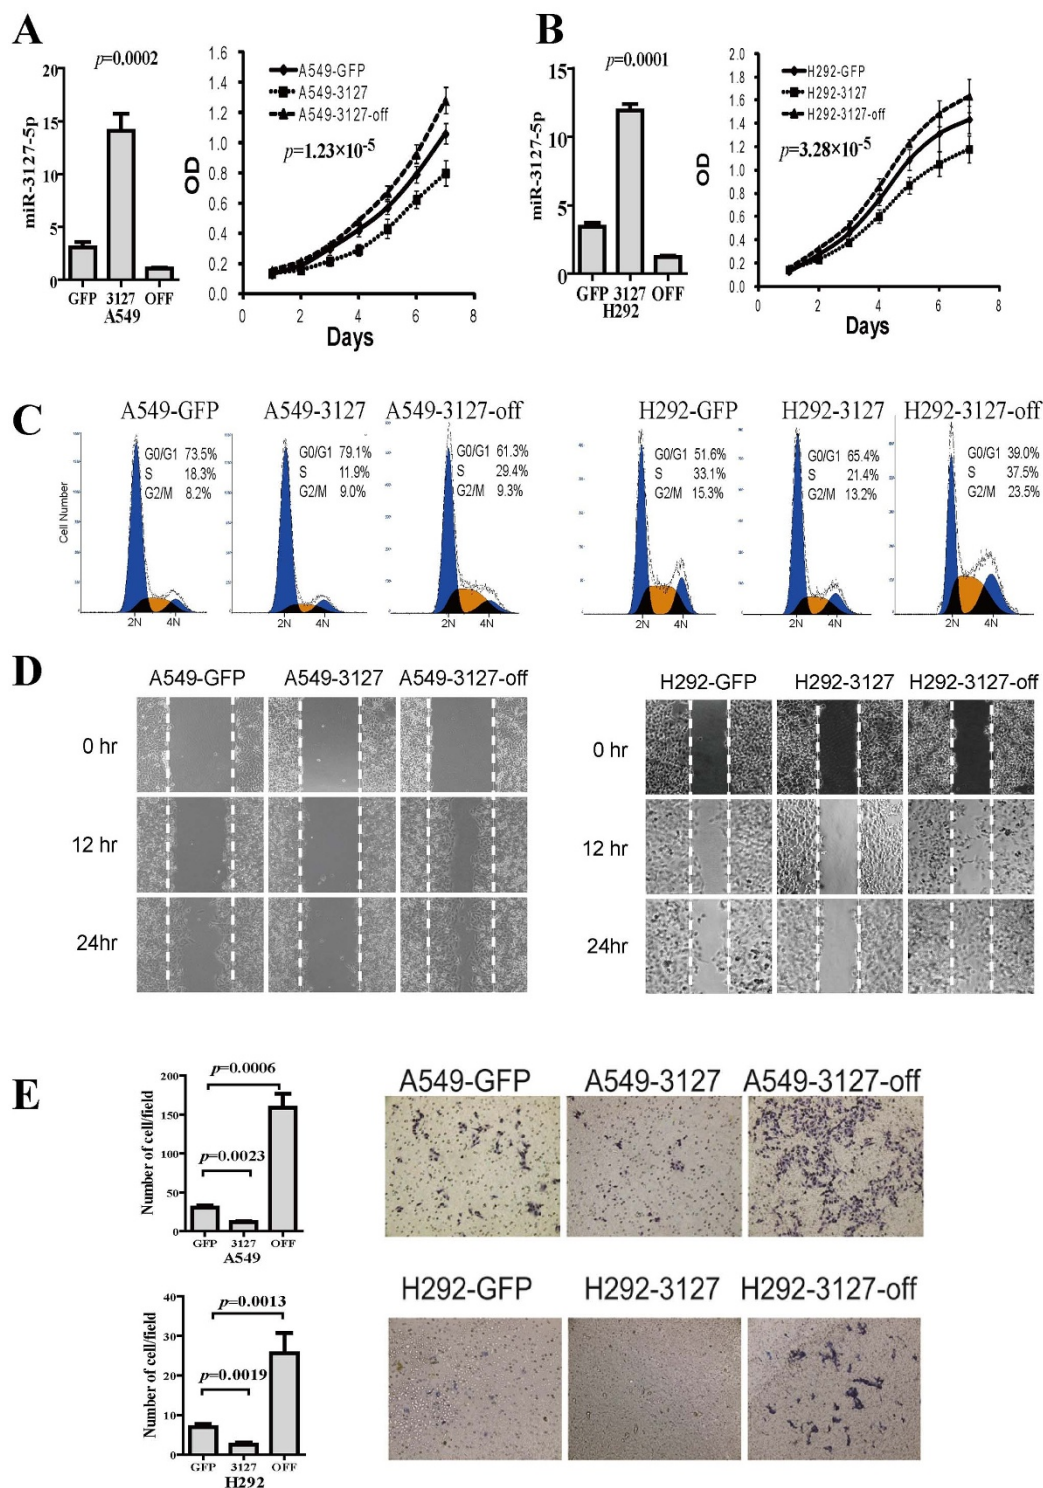 A
p=0.0002
20
15
10
5
0
miR-3127-5p
GFP 3127 OFF
A549
1.6
1.4
1.2
1.0
0.8
0.6
0.4
0.2
0.0
OD
A549-GFP
A549-3127
A549-3127-off
p=1.23×10-5
0 2 4 6 8
Days
B
p=0.0001
15
10
5
0
miR-3127-5p
GFP 3127 OFF
H292
2.0
1.8
1.6
1.4
1.2
1.0
0.8
0.6
0.4
0.2
0.0
OD
H292-GFP
H292-3127
H292-3127-off
p=3.28×10-5
0 2 4 6 8
Days
C
A549-GFP
G0/G1 73.5%
S 18.3%
G2/M 8.2%
Cell Number
2N 4N
A549-3127
G0/G1 79.1%
S 11.9%
G2/M 9.0%
2N 4N
A549-3127-off
G0/G1 61.3%
S 29.4%
G2/M 9.3%
2N 4N
H292-GFP
G0/G1 51.6%
S 33.1%
G2/M 15.3%
2N 4N
H292-3127
G0/G1 65.4%
S 21.4%
G2/M 13.2%
2N 4N
H292-3127-off
G0/G1 39.0%
S 37.5%
G2/M 23.5%
2N 4N
D
A549-GFP A549-3127 A549-3127-off
0 hr
12 hr
24hr
H292-GFP H292-3127 H292-3127-off
0 hr
12 hr
24hr
E
p=0.0006
p=0.0023
200
150
100
50
0
Number of cell/field
GFP 3127 OFF
A549
A549-GFP A549-3127 A549-3127-off
p=0.0013
p=0.0019
40
30
20
10
0
Number of cell/field
GFP 3127 OFF
H292
H292-GFP H292-3127 H292-3127-off